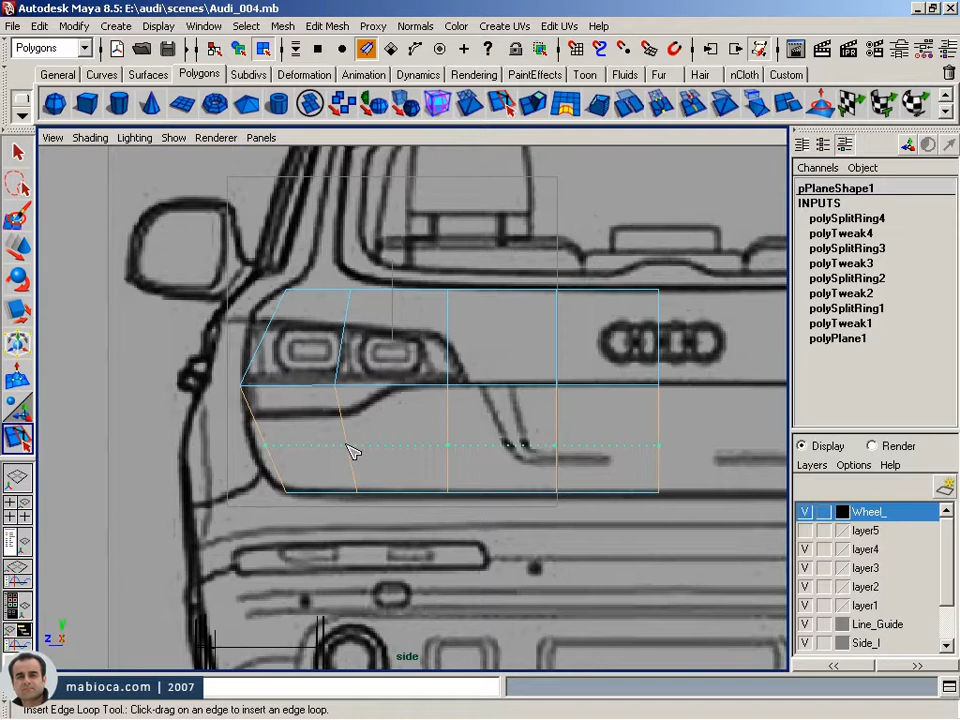 Autodesk Maya 8.5: E:\audi\scenes\Audi_004.mb
File Edit Modify Create Display Window Select Mesh Edit Mesh Proxy Normals Color Create UVs Edit UVs Help
Polygons
General Curves Surfaces Polygons Subdivs Deformation Animation Dynamics Rendering PaintEffects Toon Fluids Fur Hair nCloth Custom
View Shading Lighting Show Renderer Panels
Channels Object
pPlaneShape1
INPUTS
polySplitRing4
polyTweak4
polySplitRing3
polyTweak3
polySplitRing2
polyTweak2
polySplitRing1
polyTweak1
polyPlane1
Display Render
Layers Options Help
V Wheel_
layer5
V layer4
V layer3
V layer2
V layer1
V Line_Guide
V Side_l
y
z x
side
<< >>
mabioca.com | 2007
Insert Edge Loop Tool: Click-drag on an edge to insert an edge loop.